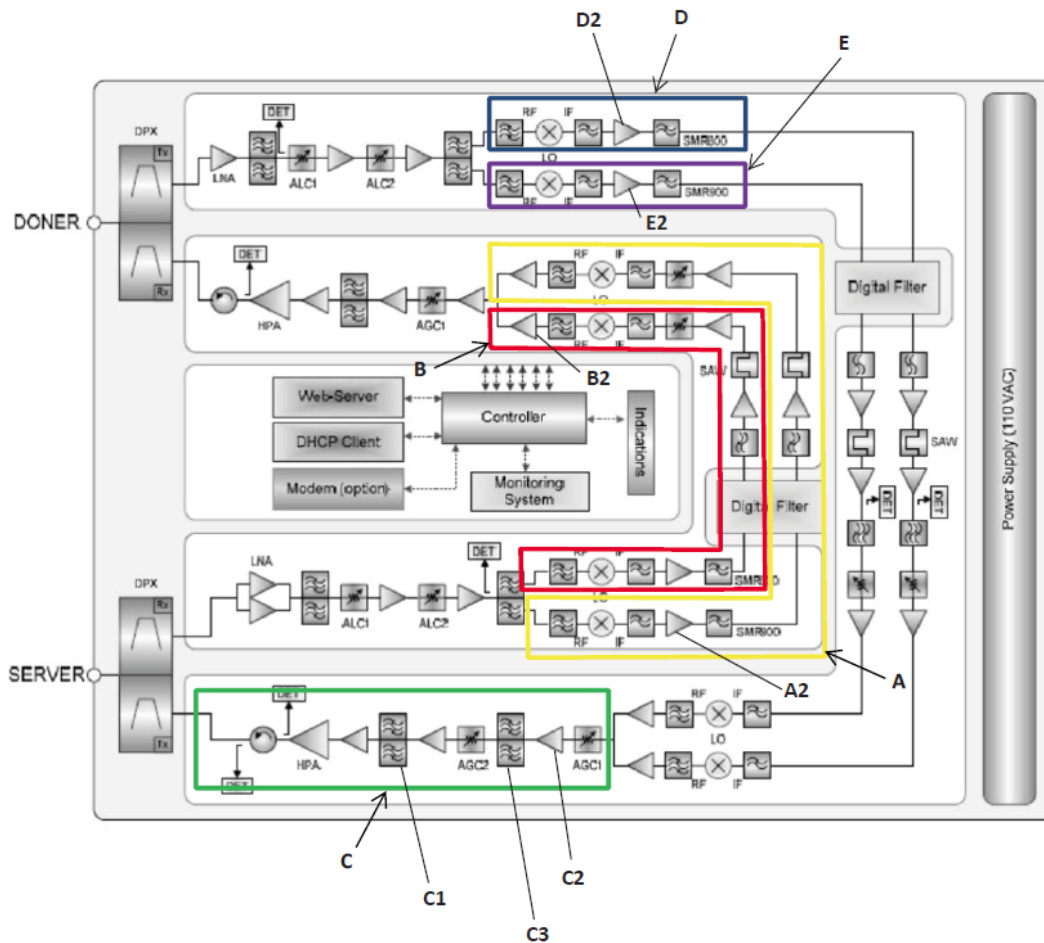 D2
D
E
DET
RF
IF
DPX
Tx
LNA
ALC1
ALC2
LO
SMR800
RF
IF
SMR900
DONER
E2
Rx
DET
RF
IF
LO
HPA
AGC1
RF
IF
Digital Filter
B
B2
SAW
Web-Server
Controller
DHCP Client
Indications
Modem (option)
Monitoring
System
SAW
DET
DET
Digital Filter
Power Supply (110 VAC)
DPX
Rx
LNA
DET
RF
IF
ALC1
ALC2
LO
RF
IF
SMR900
SERVER
A2
A
Tx
DET
HPA
AGC2
AGC1
RF
IF
LO
RF
IF
DET
C
C1
C2
C3